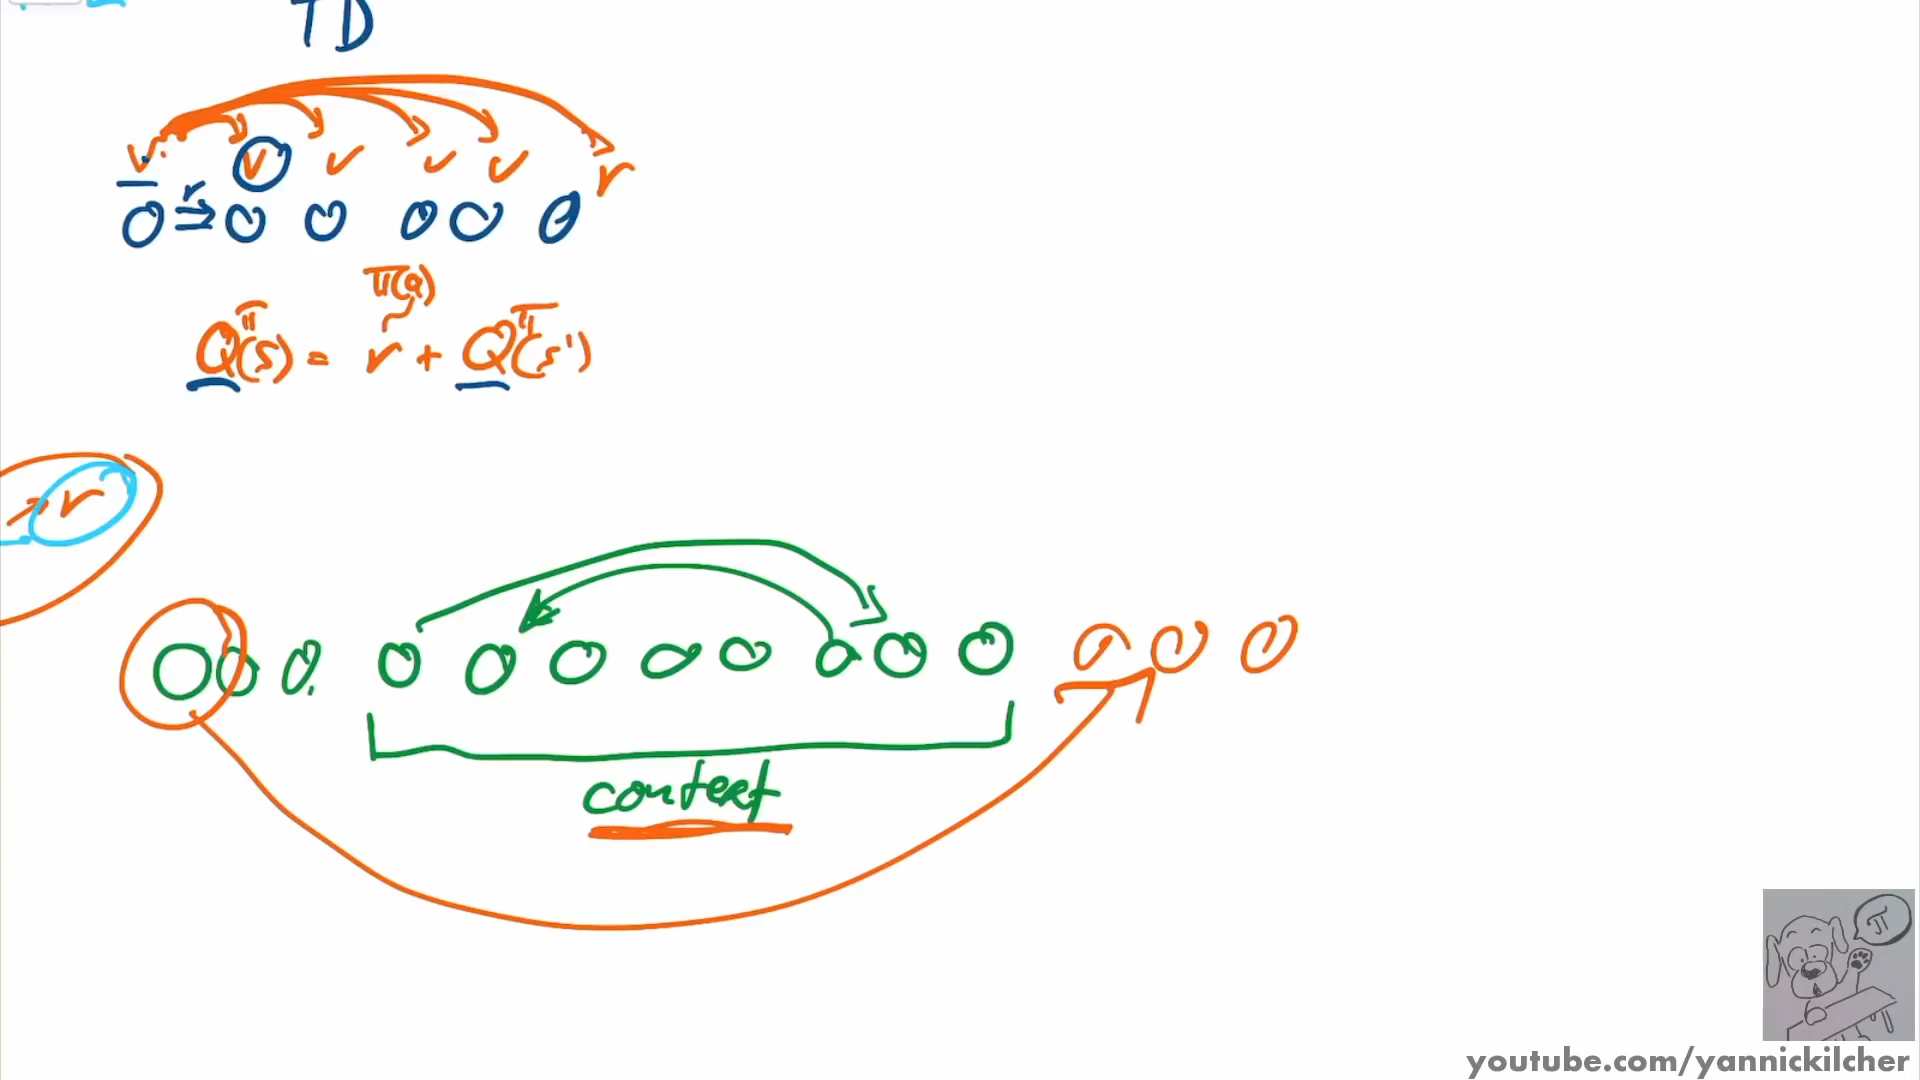 TD
V V V V V r
r
π(a)
Q^π(s) = r + Q^π(s')
→ r
context
π
youtube.com/yannickilcher